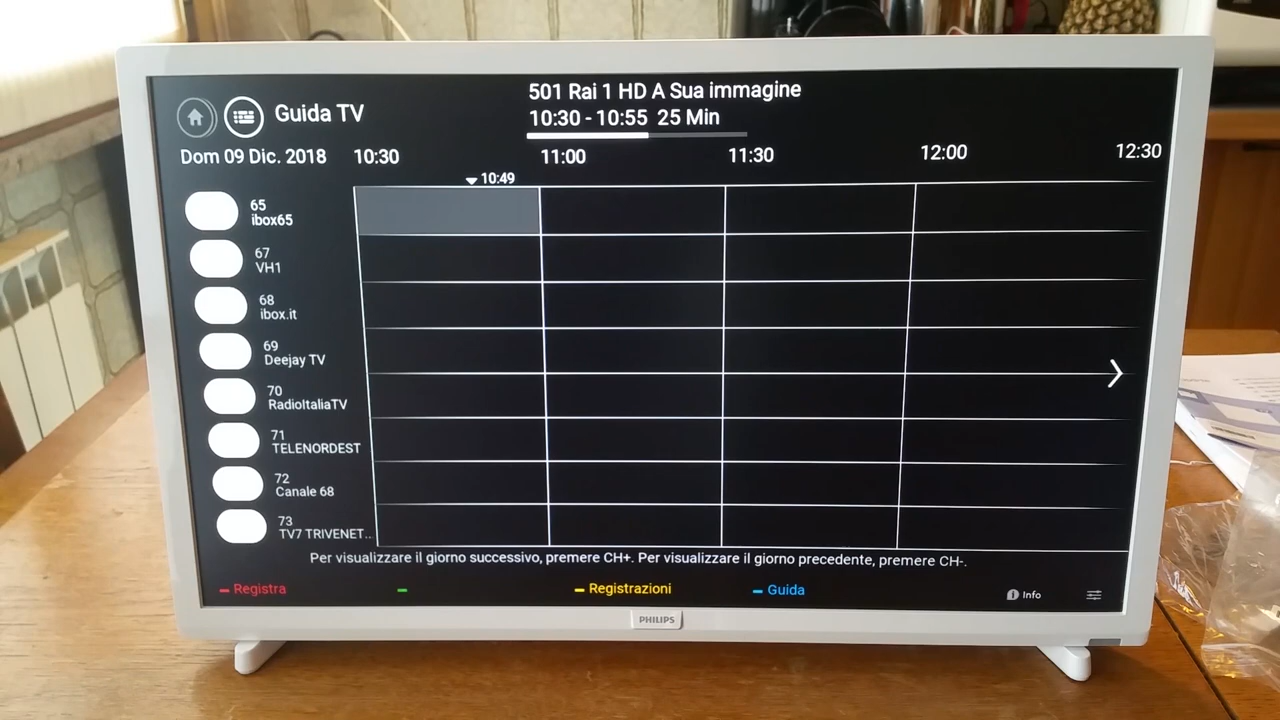 501 Rai 1 HD A Sua immagine
Guida TV
10:30 - 10:55 25 Min
Dom 09 Dic. 2018
10:30
11:00
11:30
12:00
12:30
10:49
65
ibox65
67
VH1
68
ibox.it
69
Deejay TV
70
RadioItaliaTV
71
TELENORDEST
72
Canale 68
73
TV7 TRIVENET...
Per visualizzare il giorno successivo, premere CH+. Per visualizzare il giorno precedente, premere CH-.
Registra
Registrazioni
Guida
Info
PHILIPS